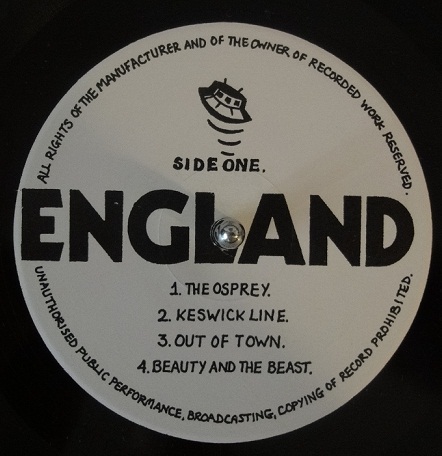 ALL RIGHTS OF THE MANUFACTURER AND OF THE OWNER OF RECORDED WORK RESERVED.
SIDE ONE.
ENGLAND
1. THE OSPREY.
2. KESWICK LINE.
3. OUT OF TOWN.
4. BEAUTY AND THE BEAST.
UNAUTHORISED PUBLIC PERFORMANCE, BROADCASTING, COPYING OF RECORD PROHIBITED.